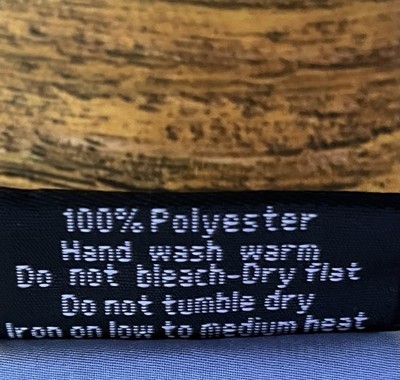 100% Polyester
Hand wash warm
Do not bleach-Dry flat
Do not tumble dry
Iron on low to medium heat